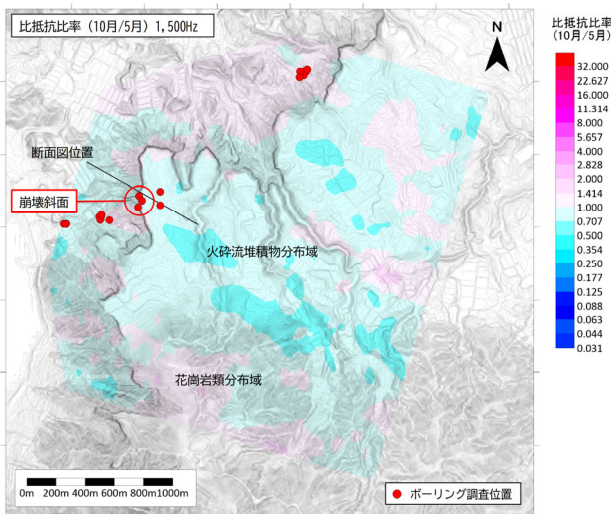 比抵抗比率（10月/5月）1,500Hz
N
断面図位置
崩壊斜面
火砕流堆積物分布域
花崗岩類分布域
0m 200m 400m 600m 800m 1000m
ボーリング調査位置
比抵抗比率
（10月/5月）
32.000
22.627
16.000
11.314
8.000
5.657
4.000
2.828
2.000
1.414
1.000
0.707
0.500
0.354
0.250
0.177
0.125
0.088
0.063
0.044
0.031